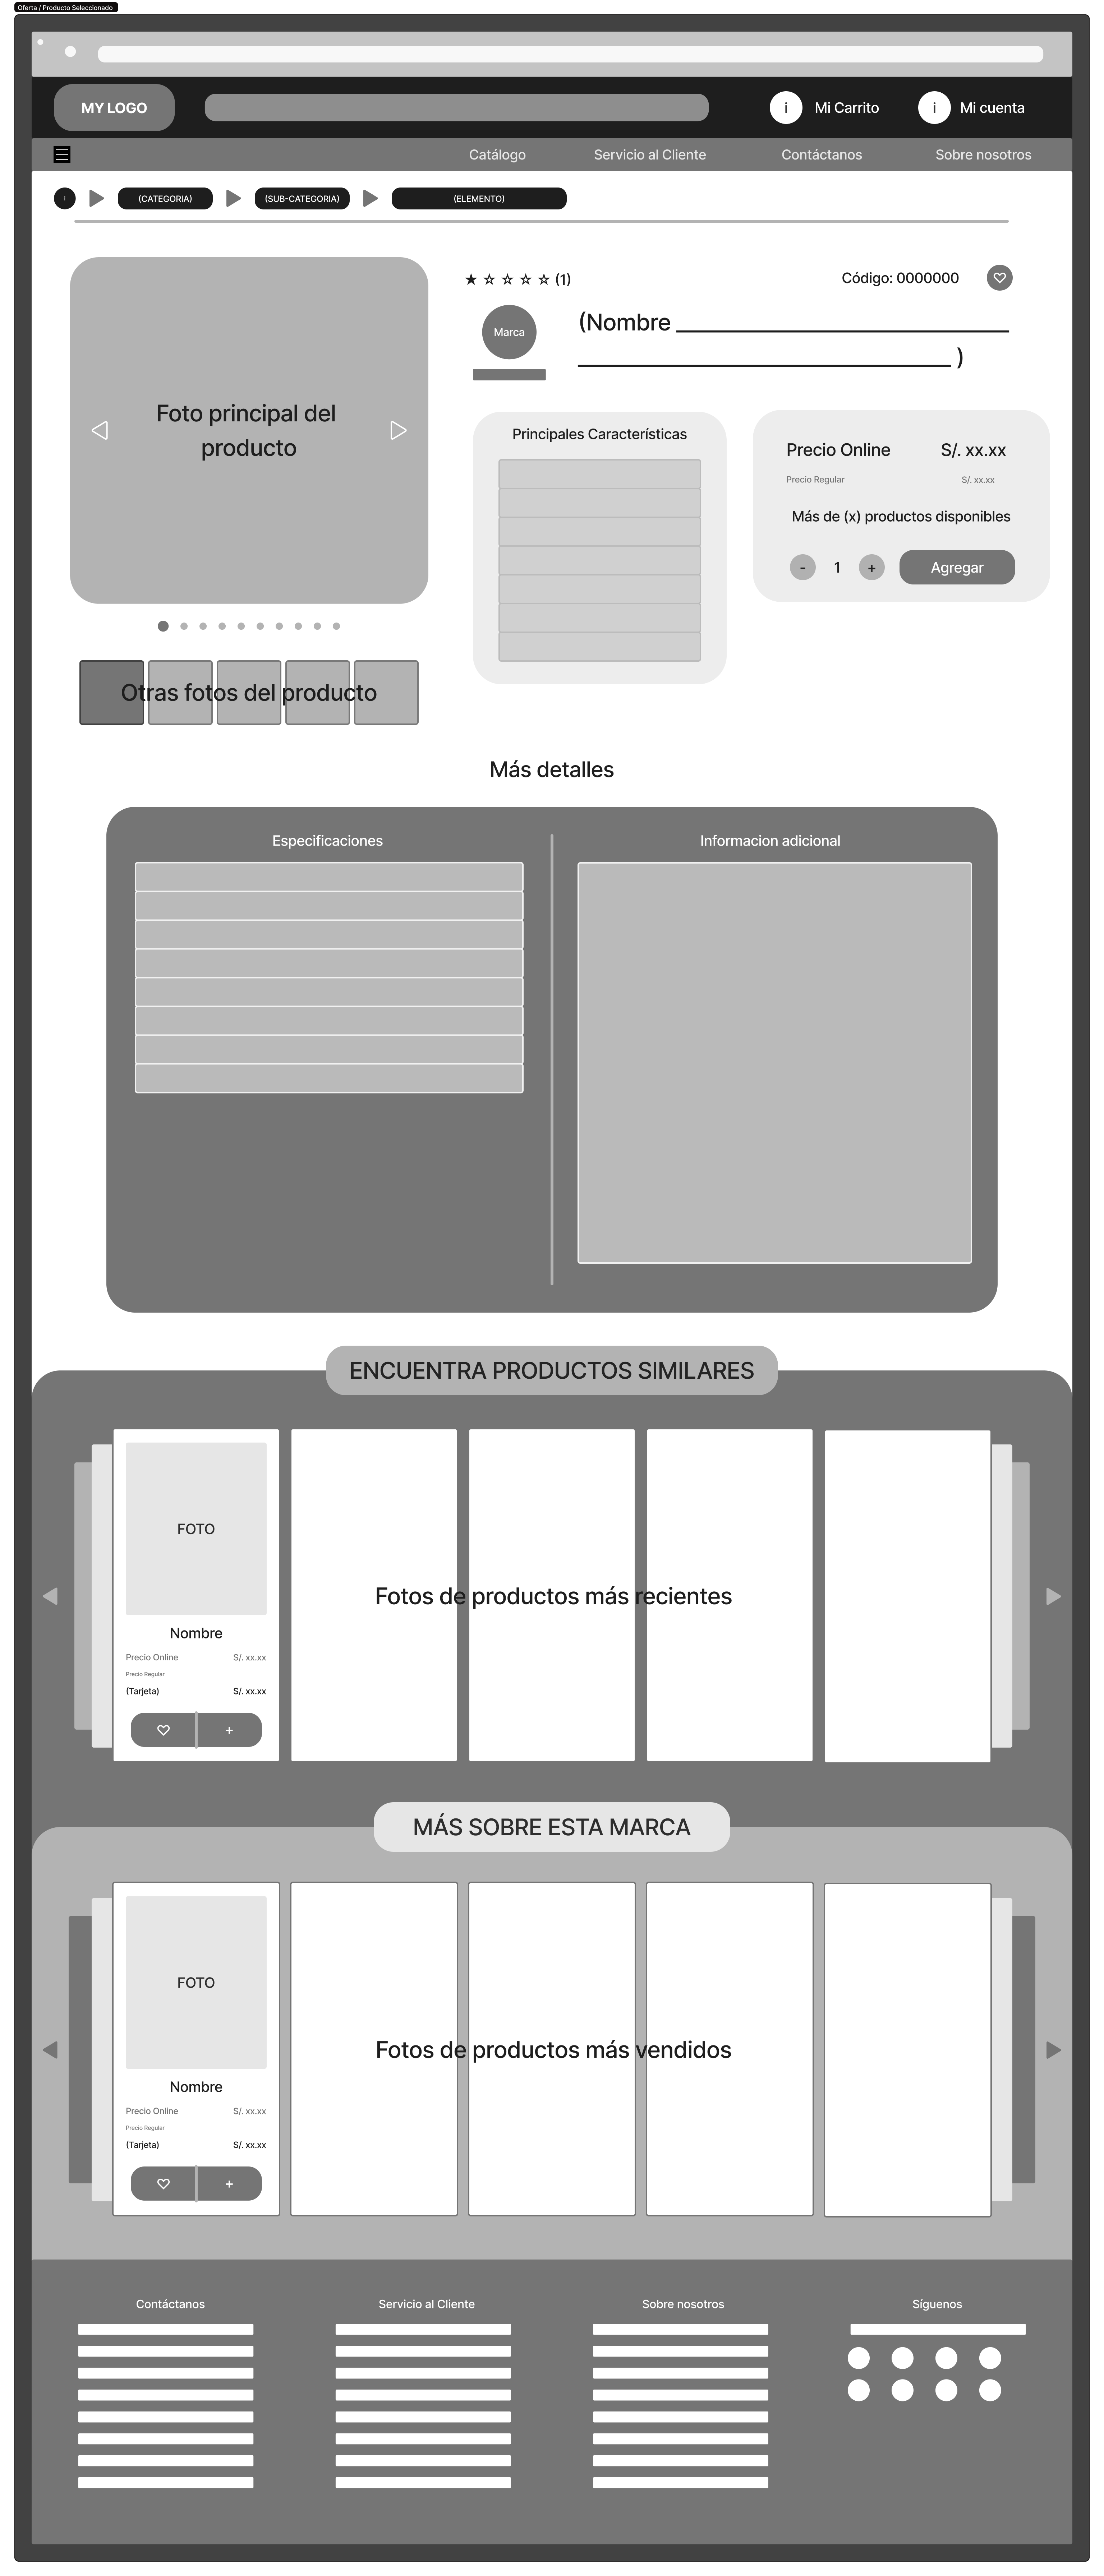 Oferta / Producto Seleccionado
MY LOGO
i
Mi Carrito
i
Mi cuenta
Catálogo
Servicio al Cliente
Contáctanos
Sobre nosotros
i
(CATEGORIA)
(SUB-CATEGORIA)
(ELEMENTO)
★ ☆ ☆ ☆ ☆ (1)
Código: 0000000
Marca
(Nombre ____________________
____________________ )
Foto principal del
producto
Otras fotos del producto
Principales Características
Precio Online
S/. xx.xx
Precio Regular
S/. xx.xx
Más de (x) productos disponibles
-
1
+
Agregar
Más detalles
Especificaciones
Informacion adicional
ENCUENTRA PRODUCTOS SIMILARES
FOTO
Nombre
Precio Online
S/. xx.xx
Precio Regular
(Tarjeta)
S/. xx.xx
+
Fotos de productos más recientes
MÁS SOBRE ESTA MARCA
FOTO
Nombre
Precio Online
S/. xx.xx
Precio Regular
(Tarjeta)
S/. xx.xx
+
Fotos de productos más vendidos
Contáctanos
Servicio al Cliente
Sobre nosotros
Síguenos